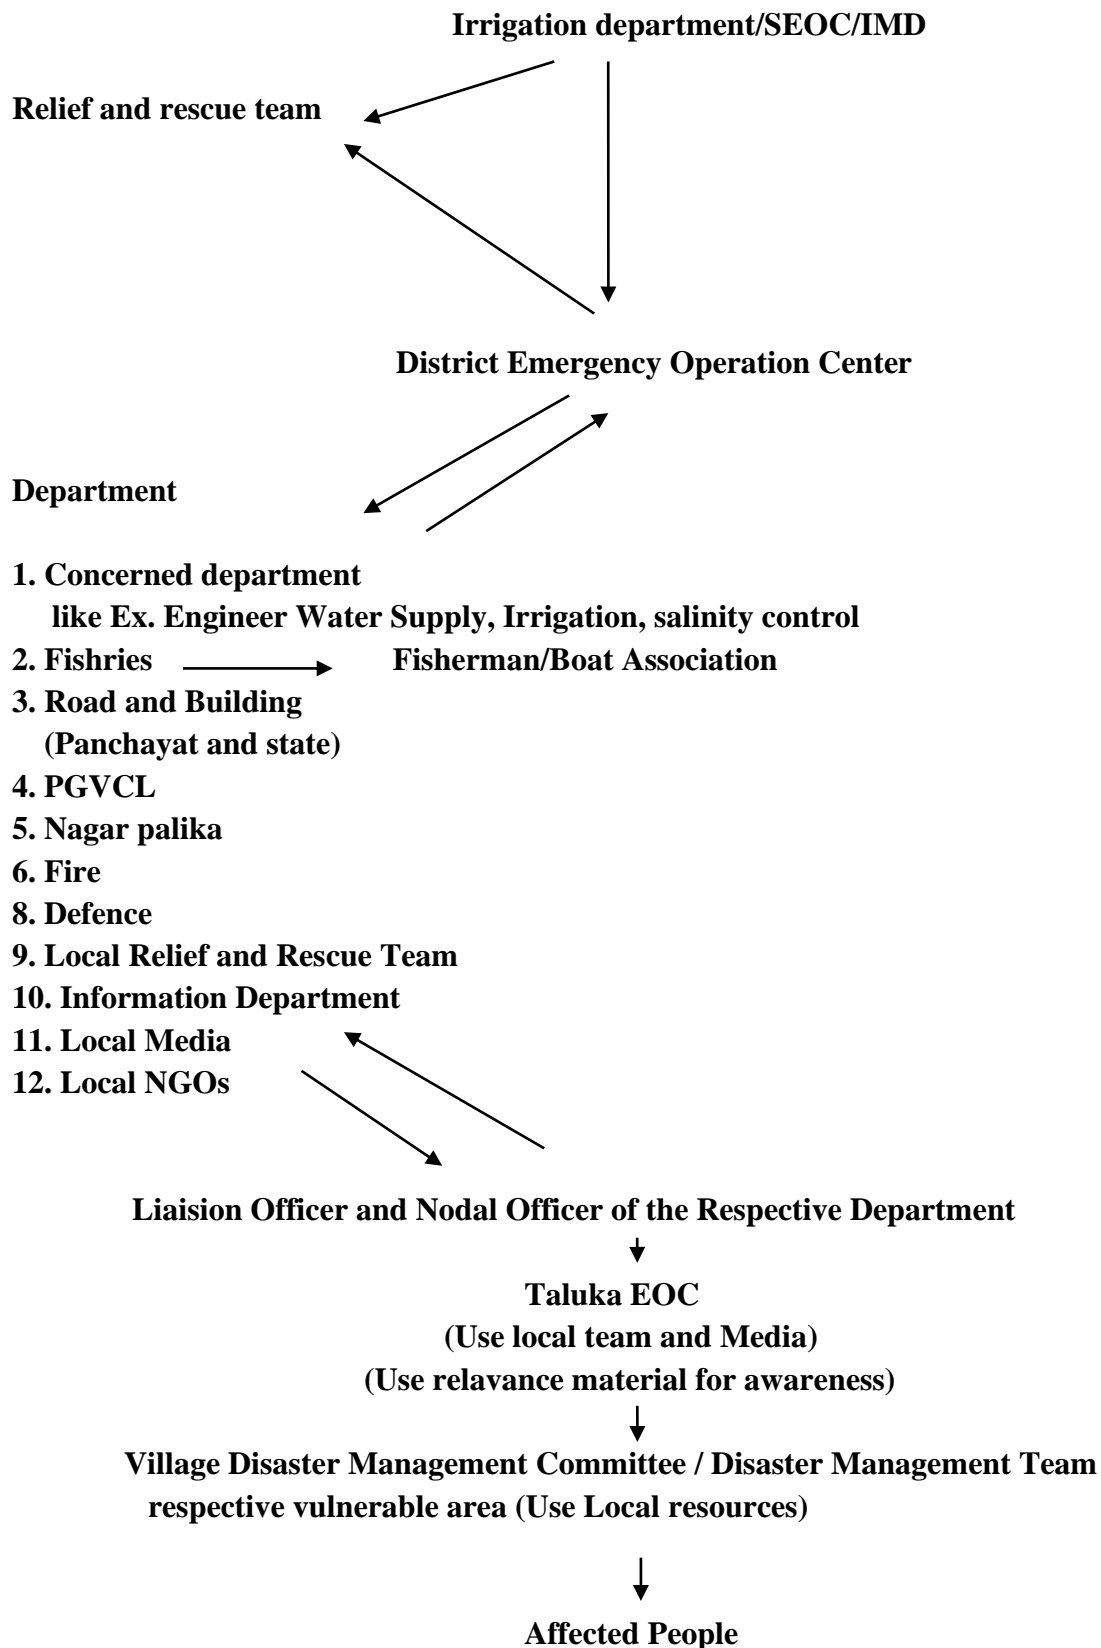 Irrigation department/SEOC/IMD
Relief and rescue team
District Emergency Operation Center
Department
1. Concerned department
like Ex. Engineer Water Supply, Irrigation, salinity control
2. Fishries Fisherman/Boat Association
3. Road and Building
(Panchayat and state)
4. PGVCL
5. Nagar palika
6. Fire
8. Defence
9. Local Relief and Rescue Team
10. Information Department
11. Local Media
12. Local NGOs
Liaision Officer and Nodal Officer of the Respective Department
Taluka EOC
(Use local team and Media)
(Use relavance material for awareness)
Village Disaster Management Committee / Disaster Management Team
respective vulnerable area (Use Local resources)
Affected People